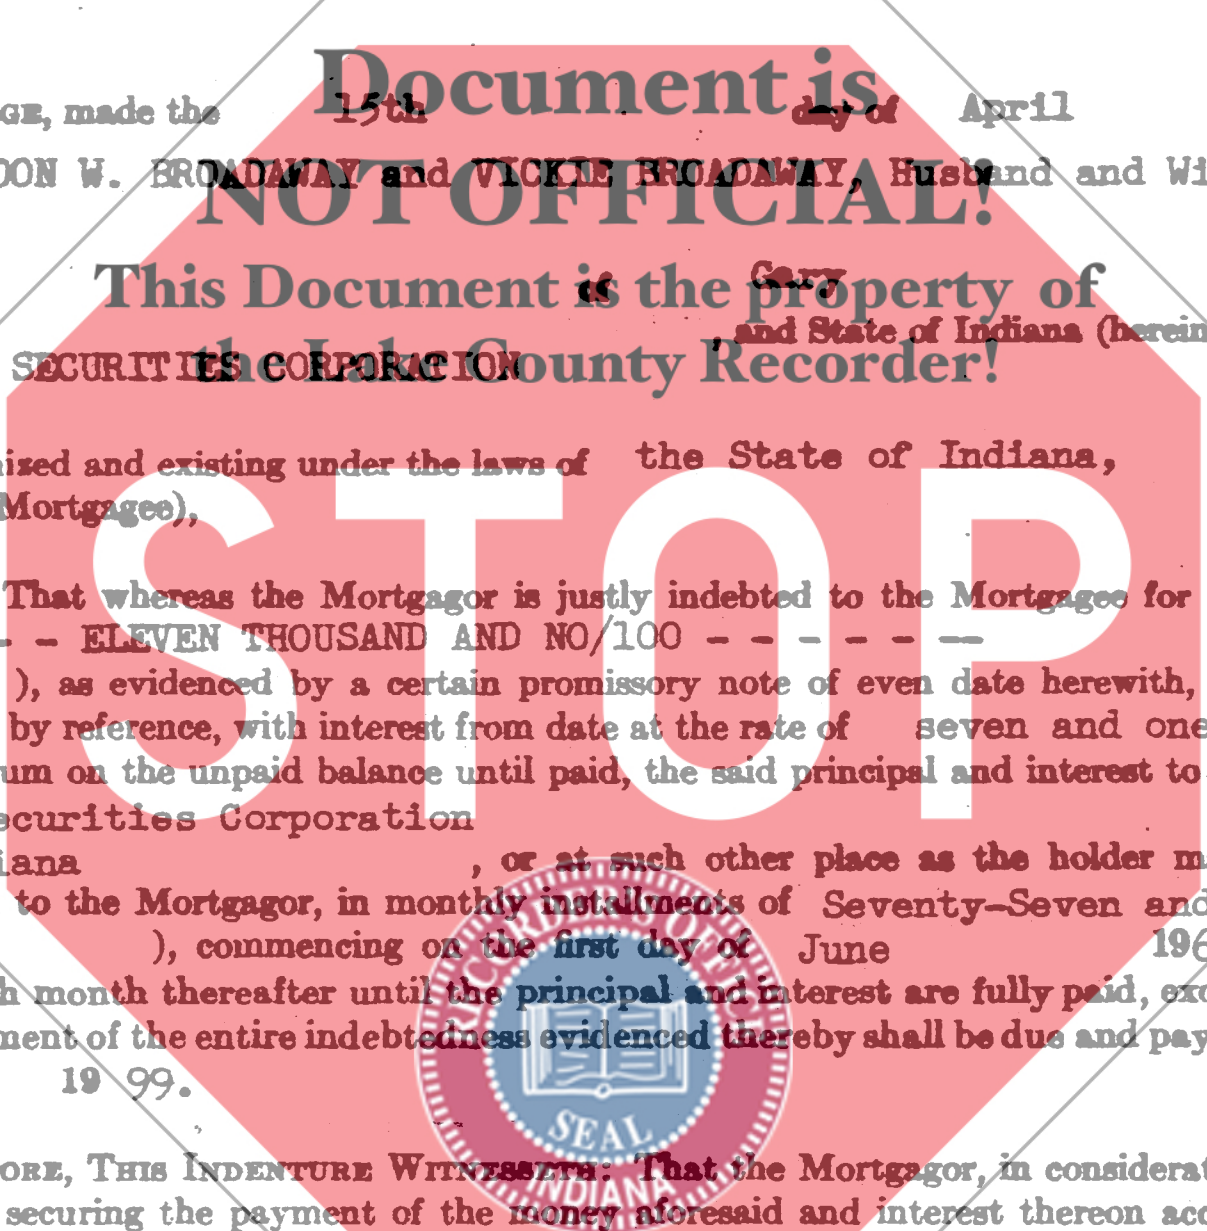 Document is
GE, made the 15th day of April
NOT OFFICIAL!
DON W. BROADAWAY and VICKIE BROADAWAY, Husband and Wi
This Document is the property of
of Gary
, and State of Indiana (herein
the Lake County Recorder!
SECURITIES CORPORATION
nized and existing under the laws of the State of Indiana,
Mortgagee),
STOP
That whereas the Mortgagor is justly indebted to the Mortgagee for
- - ELEVEN THOUSAND AND NO/100 - - - - - --
), as evidenced by a certain promissory note of even date herewith,
by reference, with interest from date at the rate of seven and one
um on the unpaid balance until paid, the said principal and interest to
ecurities Corporation
iana , or at such other place as the holder m
to the Mortgagor, in monthly installments of Seventy-Seven and
), commencing on the first day of June 196
h month thereafter until the principal and interest are fully paid, exc
ment of the entire indebtedness evidenced thereby shall be due and pay
19 99.
RECORDER'S OFFICE
SEAL
INDIANA
ORE, THIS INDENTURE WITNESSETH: That the Mortgagor, in considerat
securing the payment of the money aforesaid and interest thereon acc